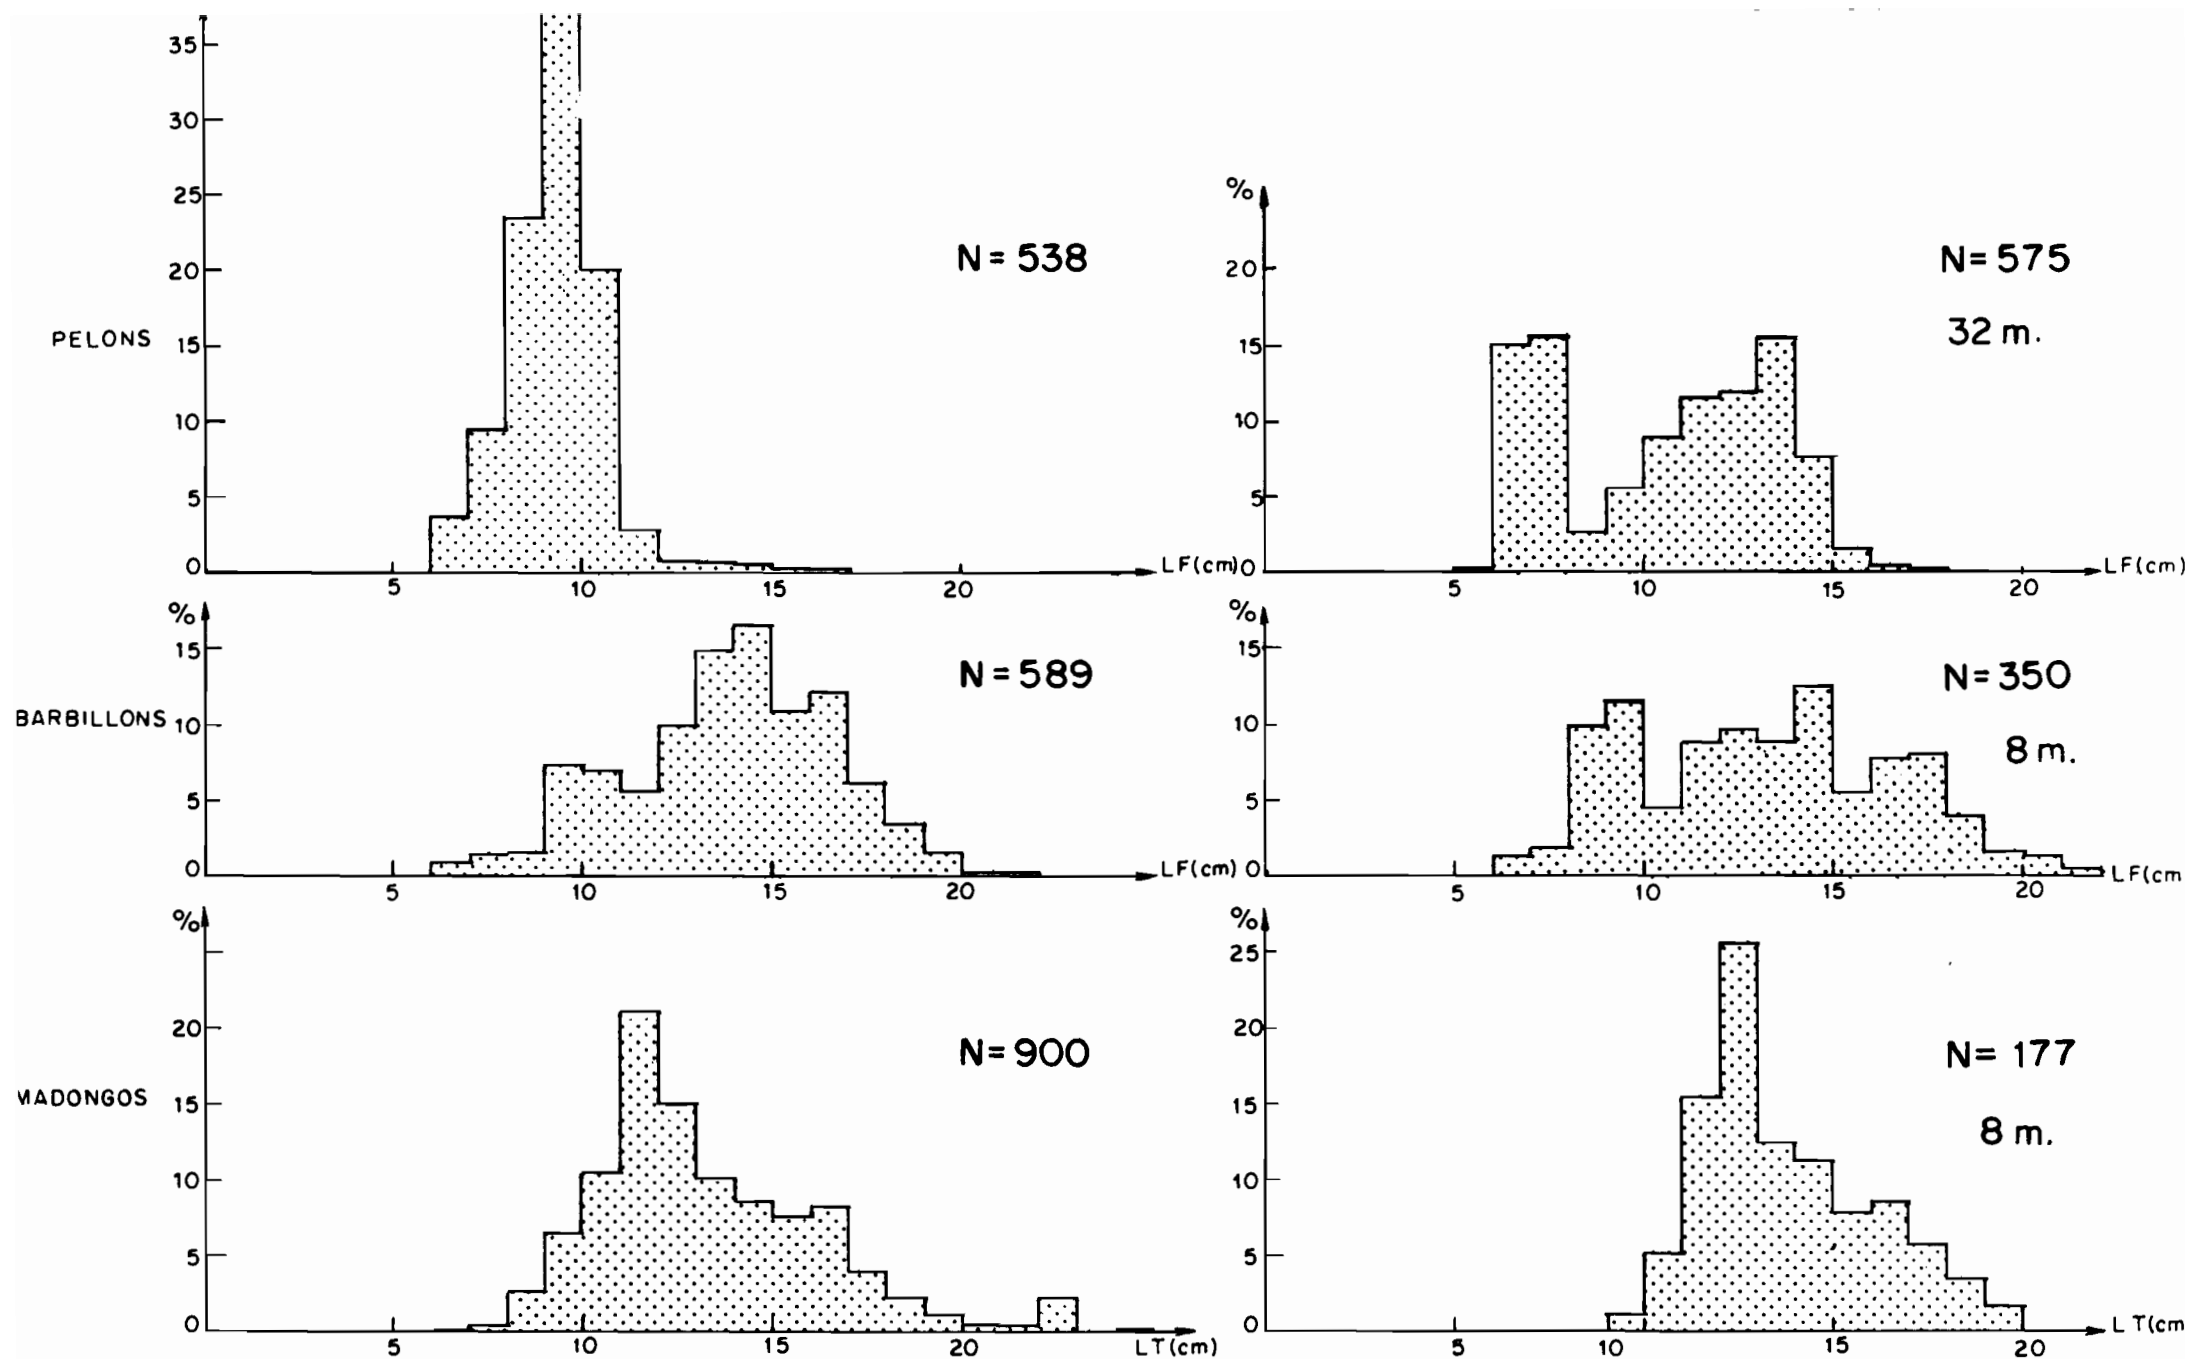 35
30
25
20
15
10
5
0
PELONS
N = 538
5 10 15 20 LF(cm)
%
20
15
10
5
0
N = 575
32 m.
5 10 15 20 LF(cm)
%
15
10
5
0
BARBILLONS
N = 589
5 10 15 20 LF(cm)
%
15
10
5
0
N = 350
8 m.
5 10 15 20 LF(cm
%
20
15
10
5
0
MADONGOS
N = 900
5 10 15 20 LT(cm)
%
25
20
15
10
5
0
N = 177
8 m.
5 10 15 20 LT(cm